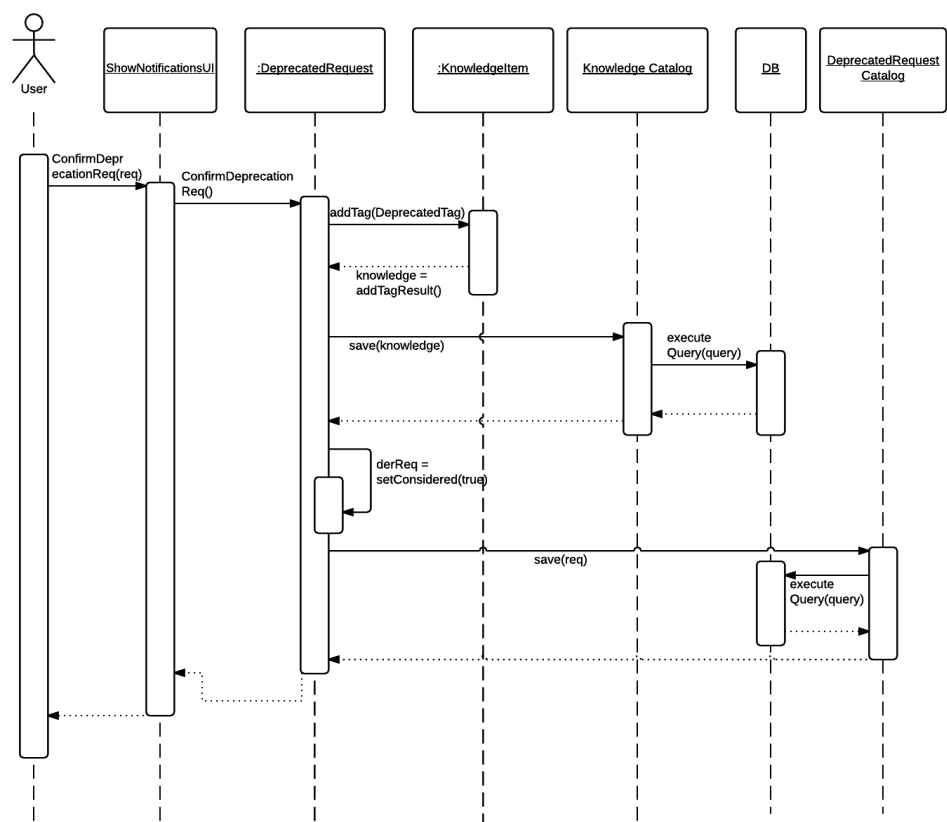 User
ShowNotificationsUI
:DeprecatedRequest
:KnowledgeItem
Knowledge Catalog
DB
DeprecatedRequest
Catalog
ConfirmDepr
ecationReq(req)
ConfirmDeprecation
Req()
addTag(DeprecatedTag)
knowledge =
addTagResult()
save(knowledge)
execute
Query(query)
derReq =
setConsidered(true)
save(req)
execute
Query(query)